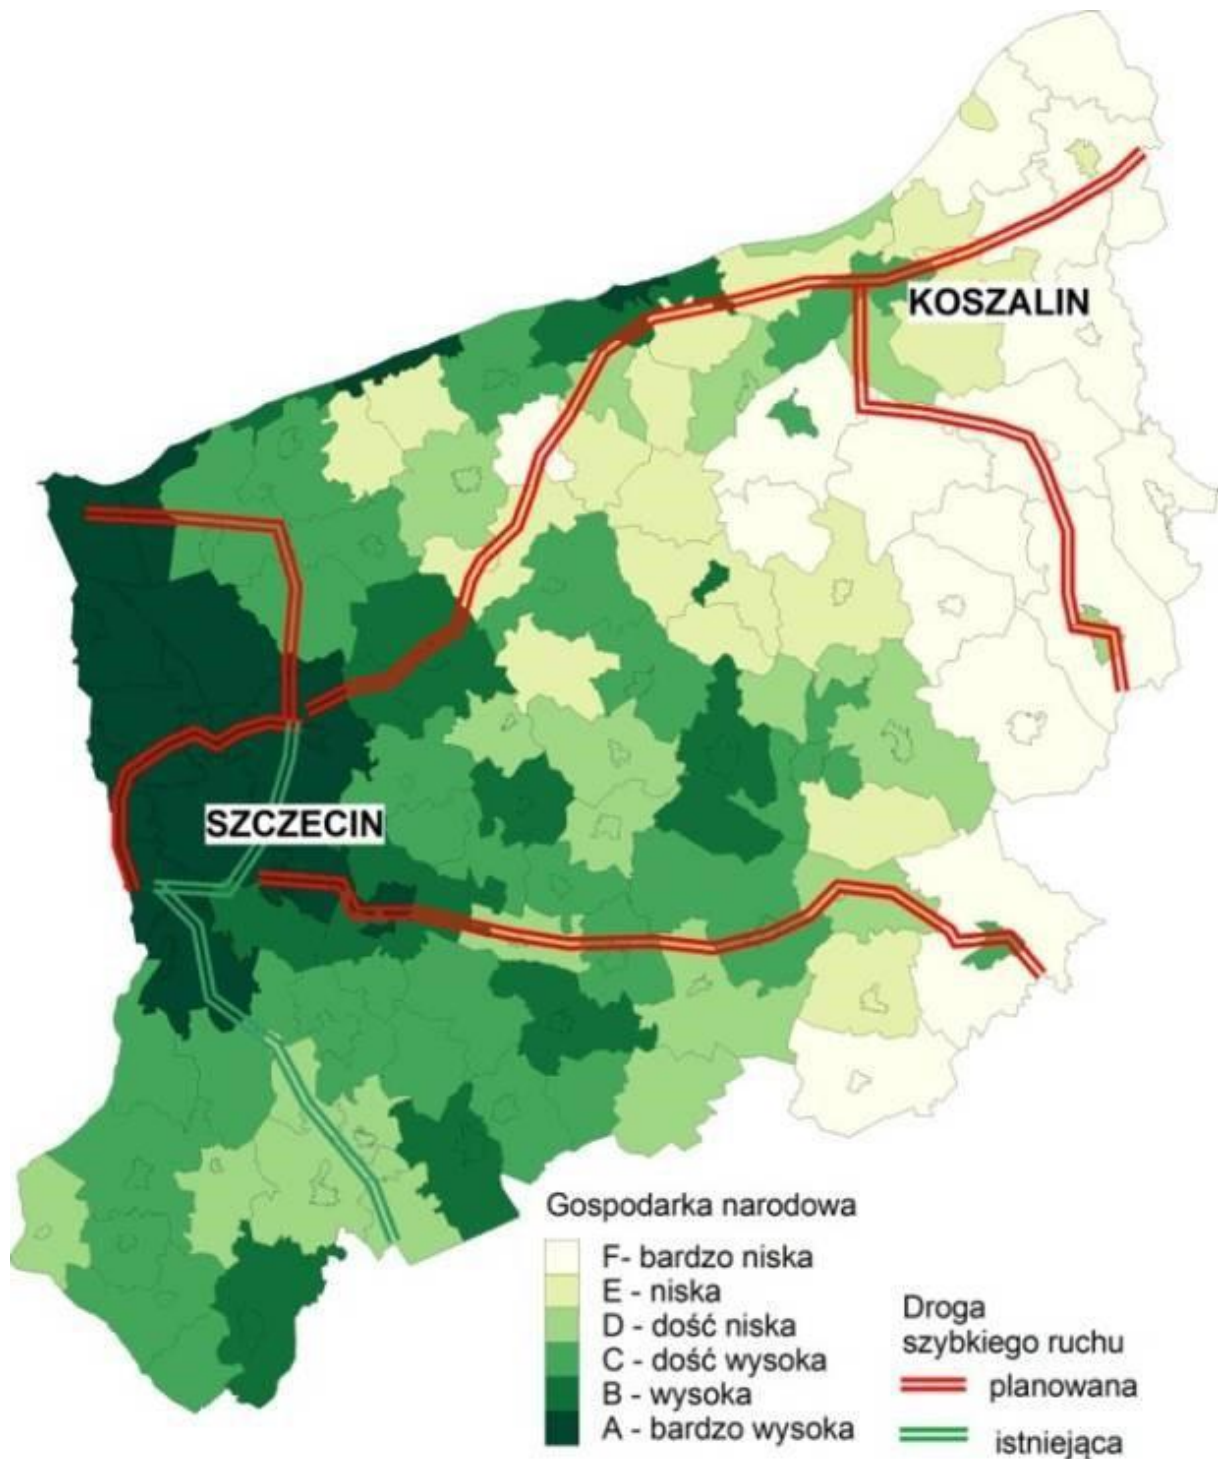 KOSZALIN
SZCZECIN
Gospodarka narodowa
F- bardzo niska
E - niska
D - dość niska
C - dość wysoka
B - wysoka
A - bardzo wysoka
Droga
szybkiego ruchu
planowana
istniejąca